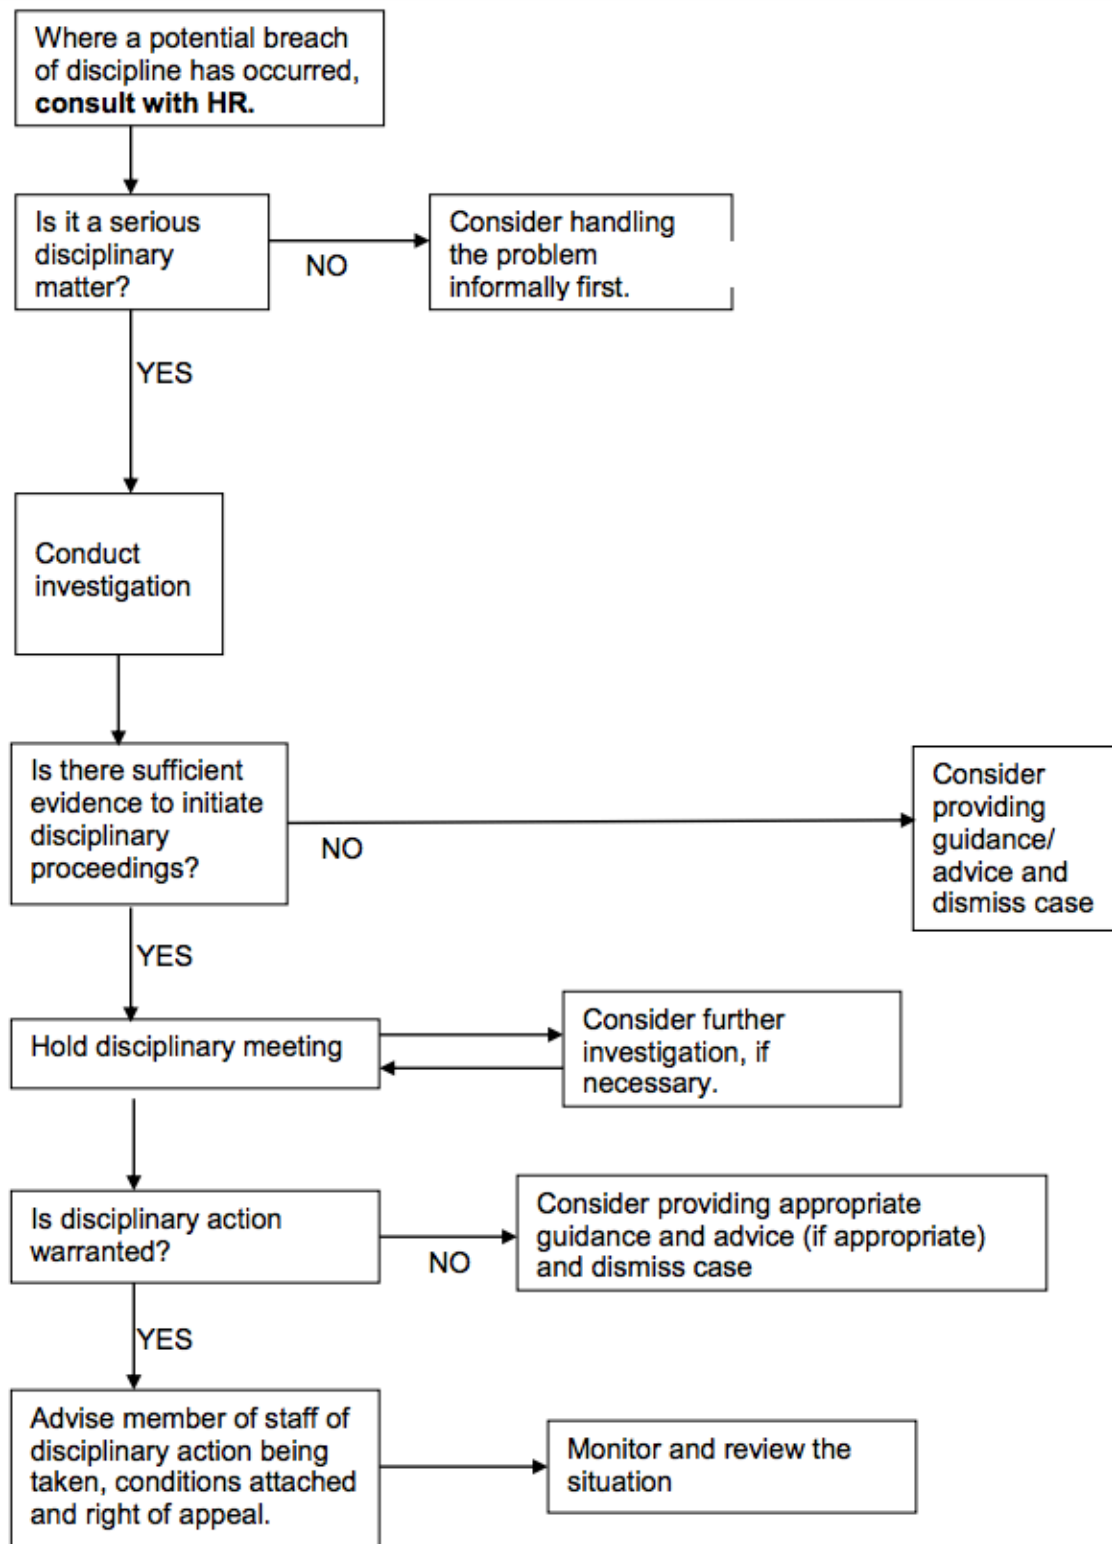 Where a potential breach
of discipline has occurred,
consult with HR.
Is it a serious
disciplinary
matter?
NO
Consider handling
the problem
informally first.
YES
Conduct
investigation
Is there sufficient
evidence to initiate
disciplinary
proceedings?
NO
Consider
providing
guidance/
advice and
dismiss case
YES
Hold disciplinary meeting
Consider further
investigation, if
necessary.
Is disciplinary action
warranted?
NO
Consider providing appropriate
guidance and advice (if appropriate)
and dismiss case
YES
Advise member of staff of
disciplinary action being
taken, conditions attached
and right of appeal.
Monitor and review the
situation